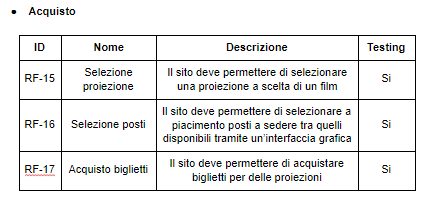 Acquisto
ID Nome Descrizione Testing
RF-15 Selezione proiezione Il sito deve permettere di selezionare una proiezione a scelta di un film Si
RF-16 Selezione posti Il sito deve permettere di selezionare a piacimento posti a sedere tra quelli disponibili tramite un'interfaccia grafica Si
RF-17 Acquisto biglietti Il sito deve permettere di acquistare biglietti per delle proiezioni Si